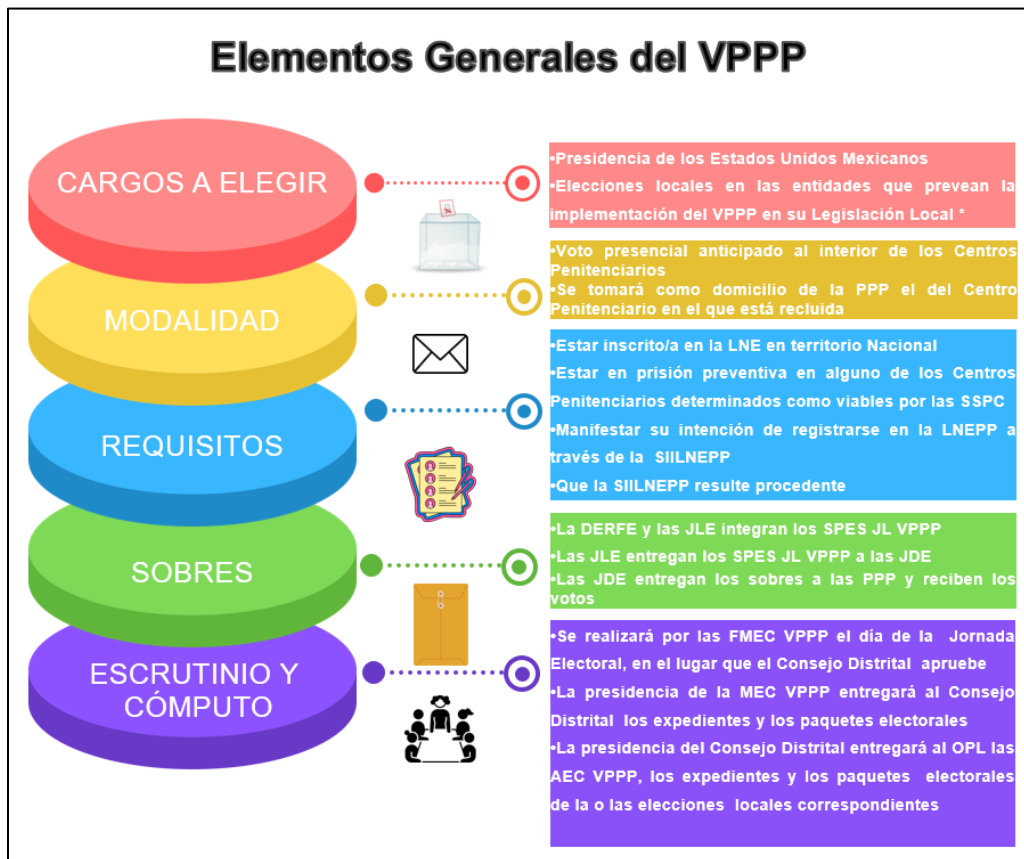 Elementos Generales del VPPP
CARGOS A ELEGIR
•Presidencia de los Estados Unidos Mexicanos
•Elecciones locales en las entidades que prevean la
implementación del VPPP en su Legislación Local *
MODALIDAD
•Voto presencial anticipado al interior de los Centros
Penitenciarios
•Se tomará como domicilio de la PPP el del Centro
Penitenciario en el que está recluida
REQUISITOS
•Estar inscrito/a en la LNE en territorio Nacional
•Estar en prisión preventiva en alguno de los Centros
Penitenciarios determinados como viables por las SSPC
•Manifestar su intención de registrarse en la LNEPP a
través de la SIILNEPP
•Que la SIILNEPP resulte procedente
SOBRES
•La DERFE y las JLE integran los SPES JL VPPP
•Las JLE entregan los SPES JL VPPP a las JDE
•Las JDE entregan los sobres a las PPP y reciben los
votos
ESCRUTINIO Y
CÓMPUTO
•Se realizará por las FMEC VPPP el día de la Jornada
Electoral, en el lugar que el Consejo Distrital apruebe
•La presidencia de la MEC VPPP entregará al Consejo
Distrital los expedientes y los paquetes electorales
•La presidencia del Consejo Distrital entregará al OPL las
AEC VPPP, los expedientes y los paquetes electorales
de la o las elecciones locales correspondientes